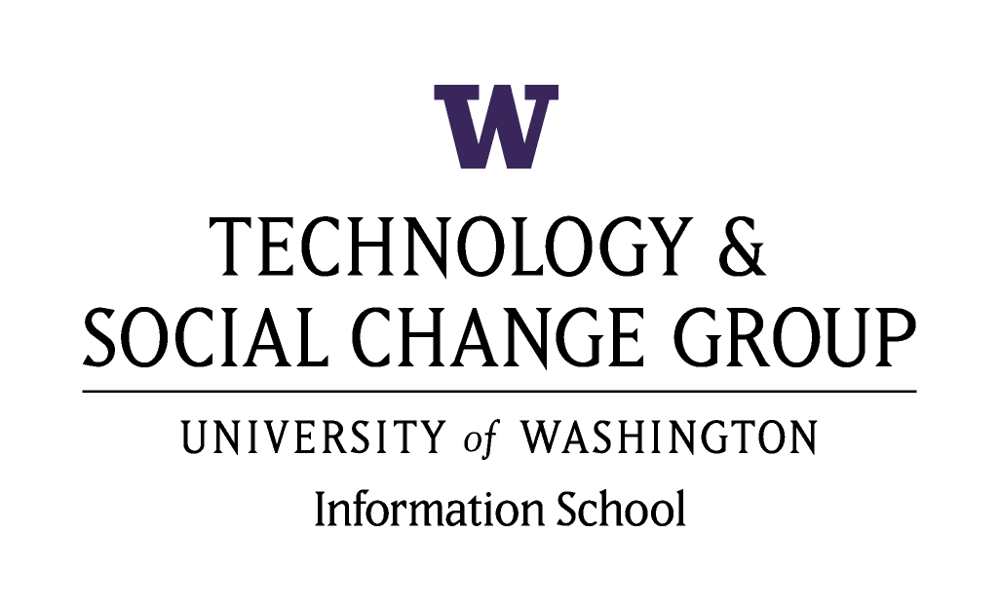 W
TECHNOLOGY &
SOCIAL CHANGE GROUP
UNIVERSITY of WASHINGTON
Information School